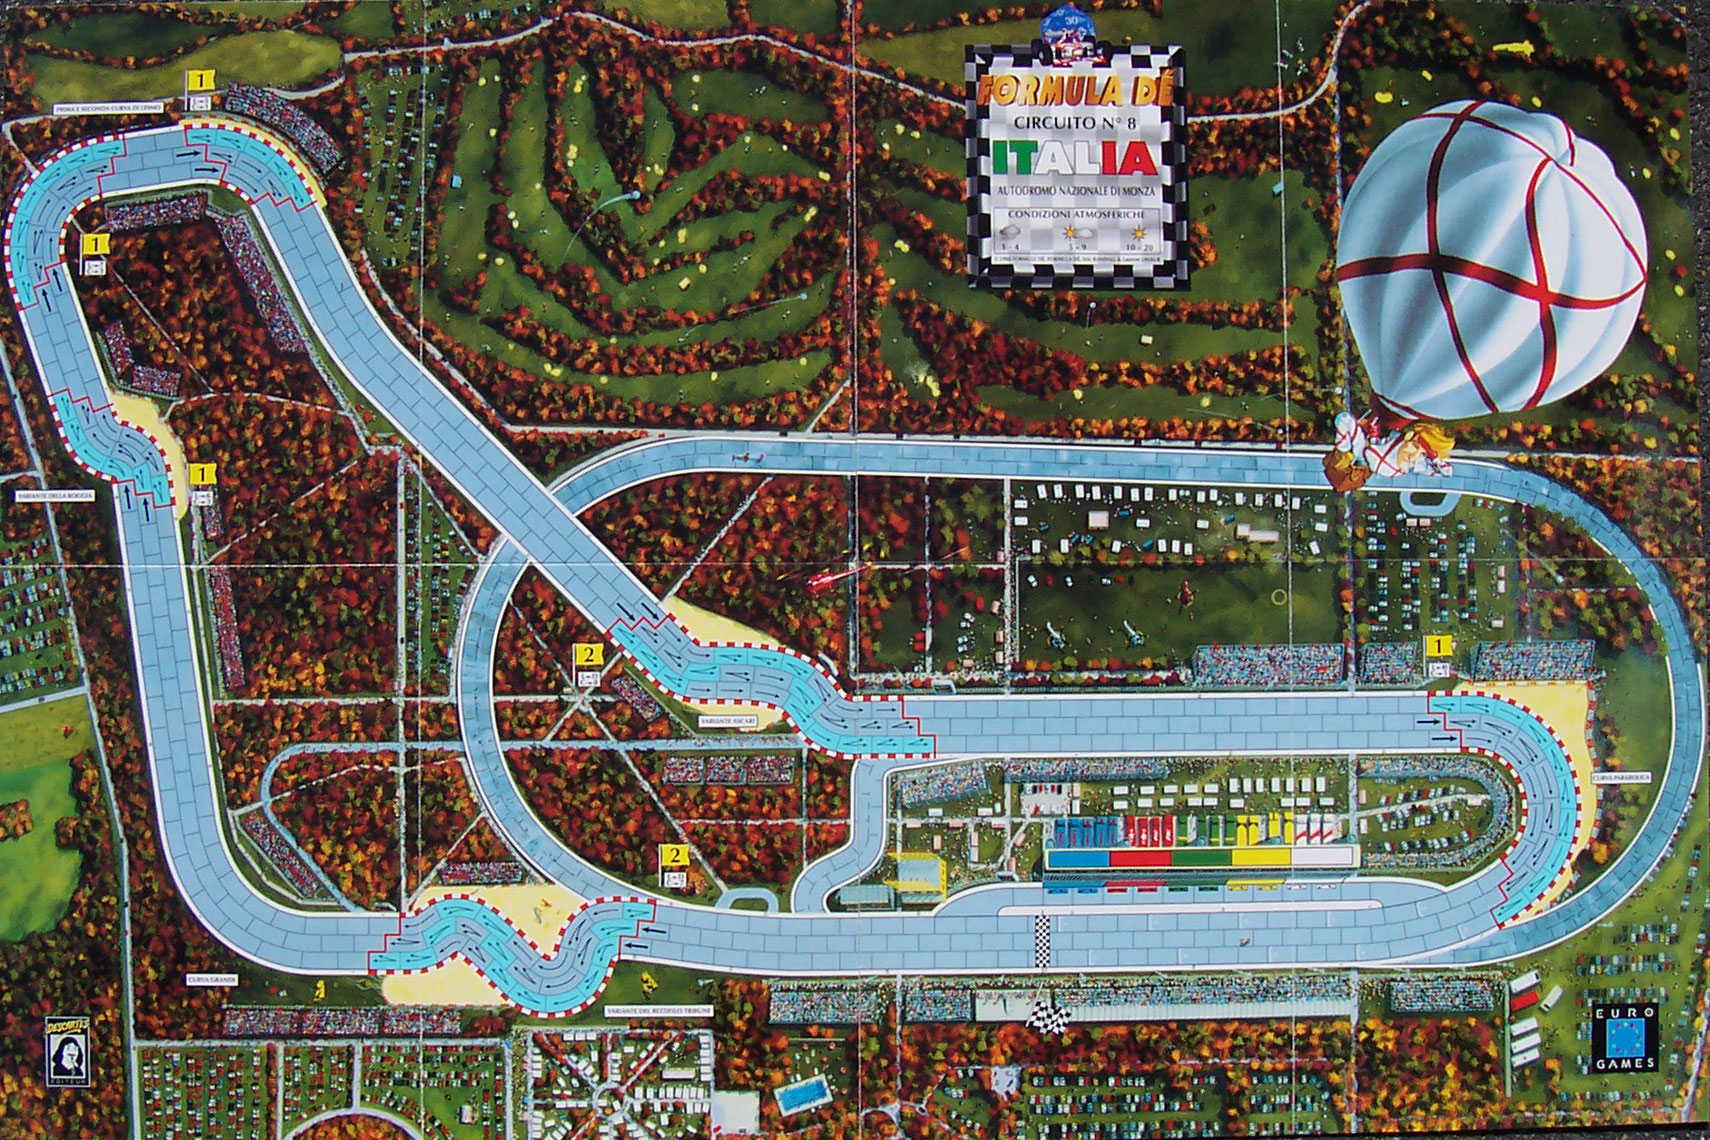 30
FORMULA DÉ
CIRCUITO N° 8
ITALIA
AUTODROMO NAZIONALE DI MONZA
CONDIZIONI ATMOSFERICHE
1 - 4
5 - 9
10 - 20
1
PRIMA E SECONDA CURVA DI LESMO
1
1
VARIANTE DELLA ROGGIA
2
VARIANTE ASCARI
1
CURVA PARABOLICA
2
CURVA GRANDE
VARIANTE DEL RETTIFILO TRIBUNE
DESCARTES
EDITEUR
EURO
GAMES